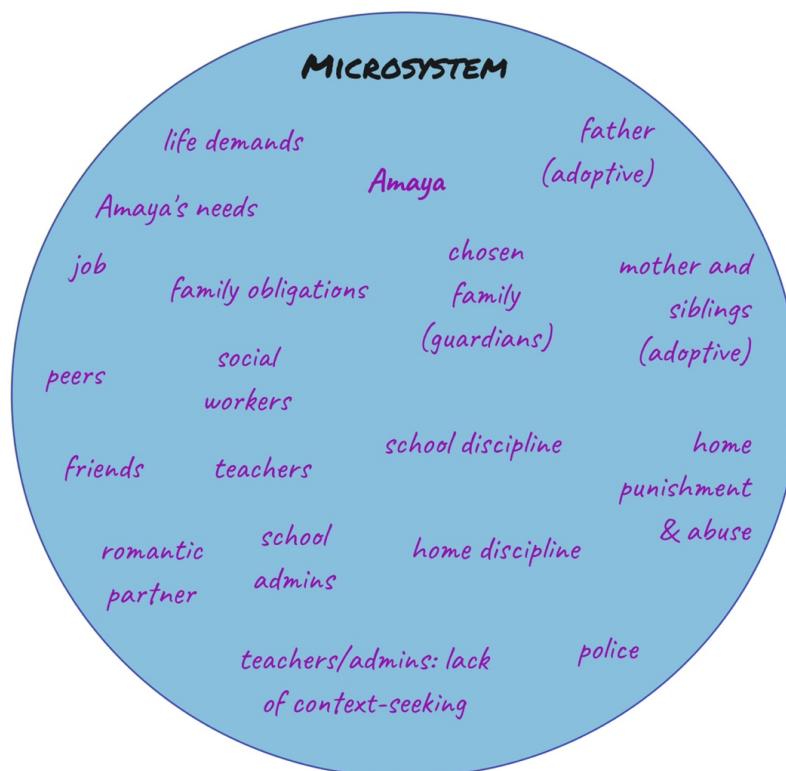 MICROSYSTEM
life demands
father
(adoptive)
Amaya
Amaya's needs
job
family obligations
chosen
family
(guardians)
mother and
siblings
(adoptive)
peers
social
workers
friends
teachers
school discipline
home
punishment
& abuse
romantic
partner
school
admins
home discipline
teachers/admins: lack
of context-seeking
police